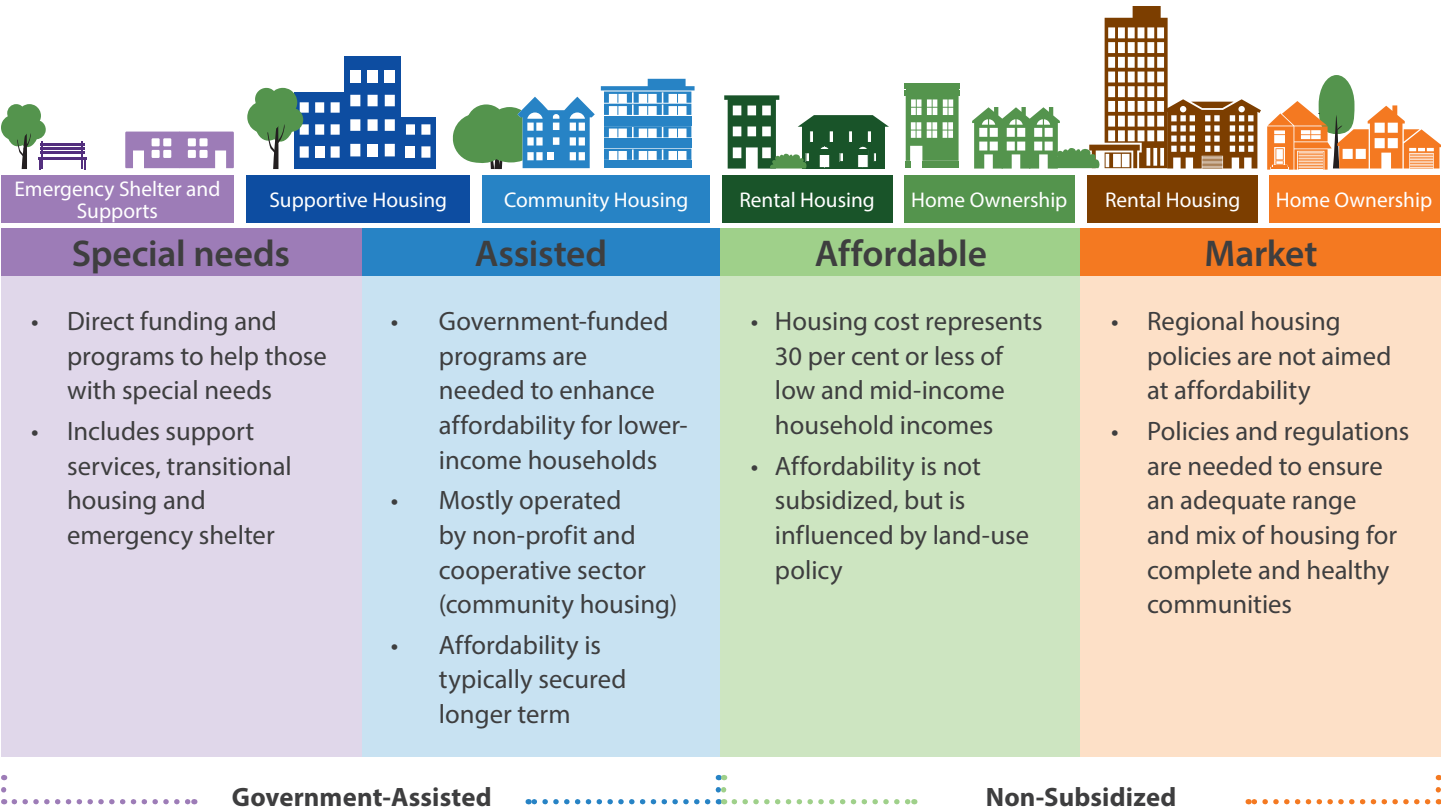 Emergency Shelter and
Supports
Supportive Housing
Community Housing
Rental Housing
Home Ownership
Rental Housing
Home Ownership
Special needs
Assisted
Affordable
Market
• Direct funding and
programs to help those
with special needs
• Includes support
services, transitional
housing and
emergency shelter
• Government-funded
programs are
needed to enhance
affordability for lower-
income households
• Mostly operated
by non-profit and
cooperative sector
(community housing)
• Affordability is
typically secured
longer term
• Housing cost represents
30 per cent or less of
low and mid-income
household incomes
• Affordability is not
subsidized, but is
influenced by land-use
policy
• Regional housing
policies are not aimed
at affordability
• Policies and regulations
are needed to ensure
an adequate range
and mix of housing for
complete and healthy
communities
Government-Assisted
Non-Subsidized